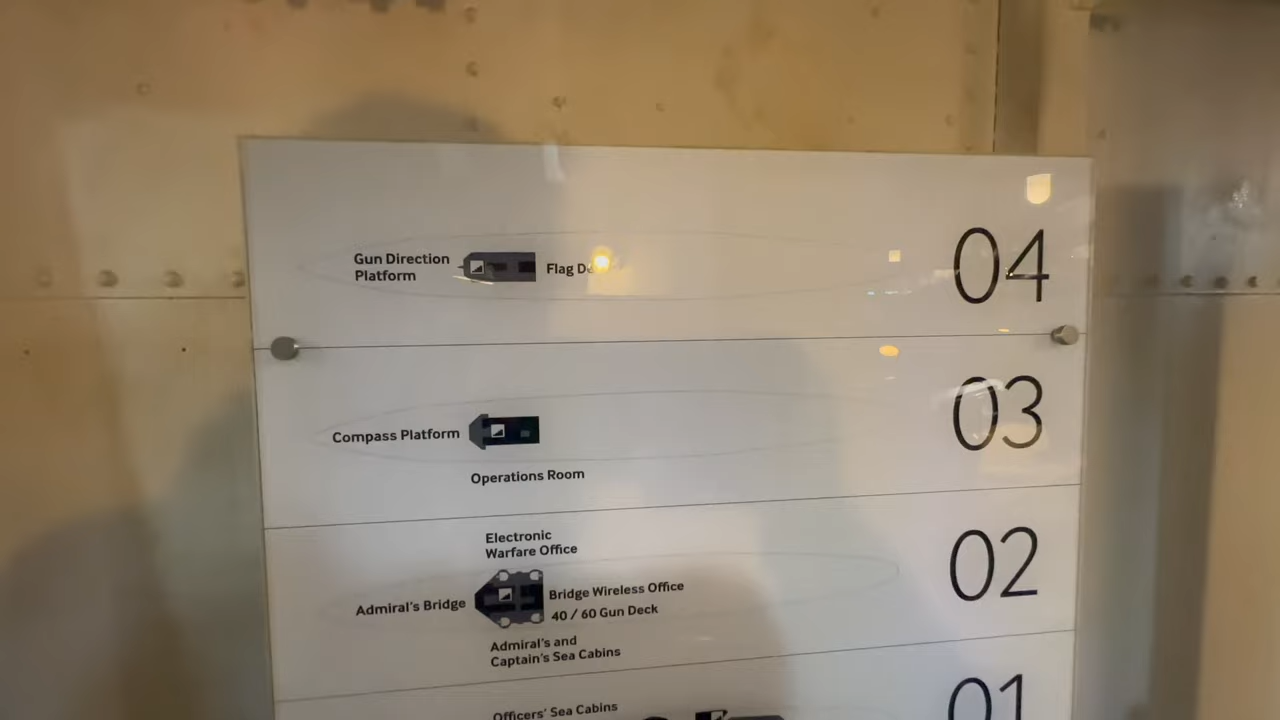 Gun Direction
Platform
Flag
04
Compass Platform
Operations Room
03
Electronic
Warfare Office
Admiral's Bridge
Bridge Wireless Office
40 / 60 Gun Deck
Admiral's and
Captain's Sea Cabins
02
Officers' Sea Cabins
01